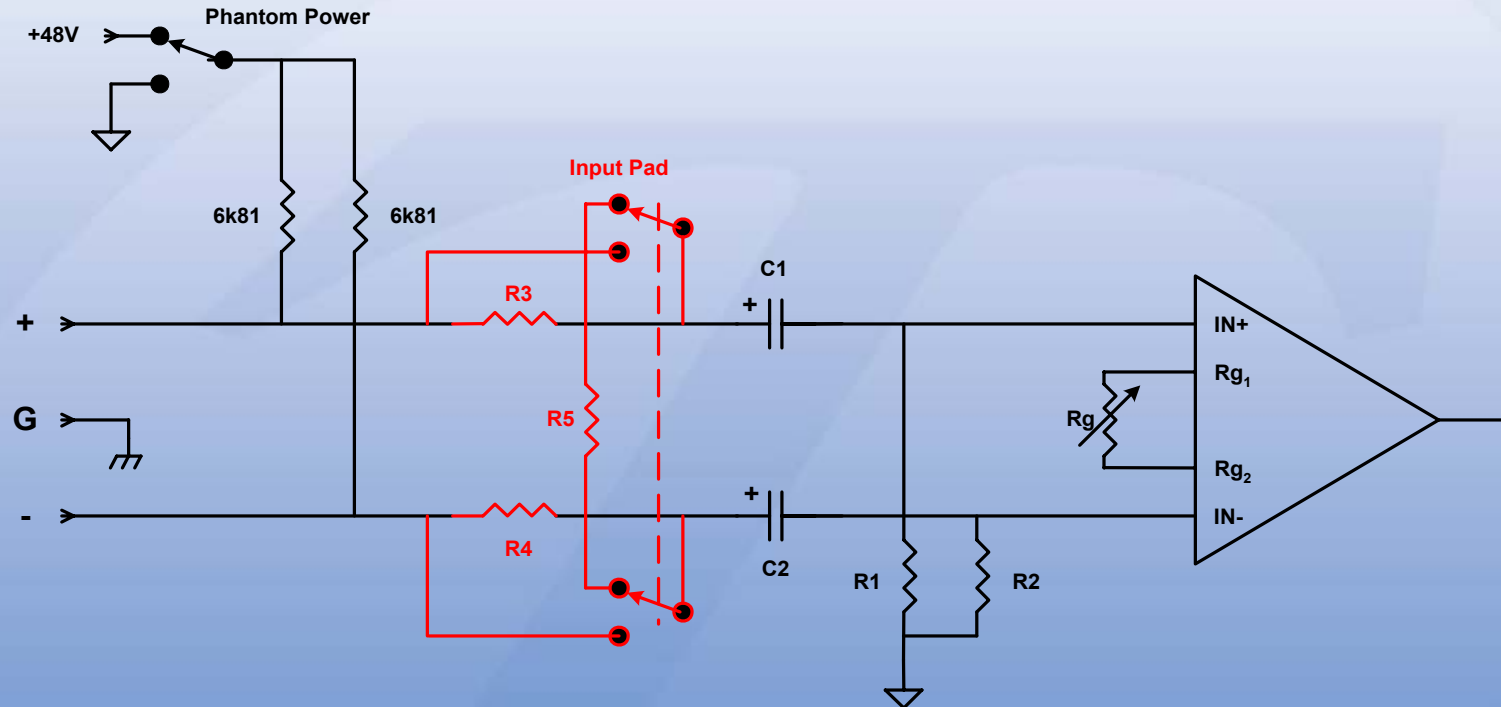 Phantom Power
+48V
6k81
6k81
Input Pad
R3
C1
+
+
IN+
Rg1
G
R5
Rg
Rg2
+
-
R4
IN-
C2
R1
R2